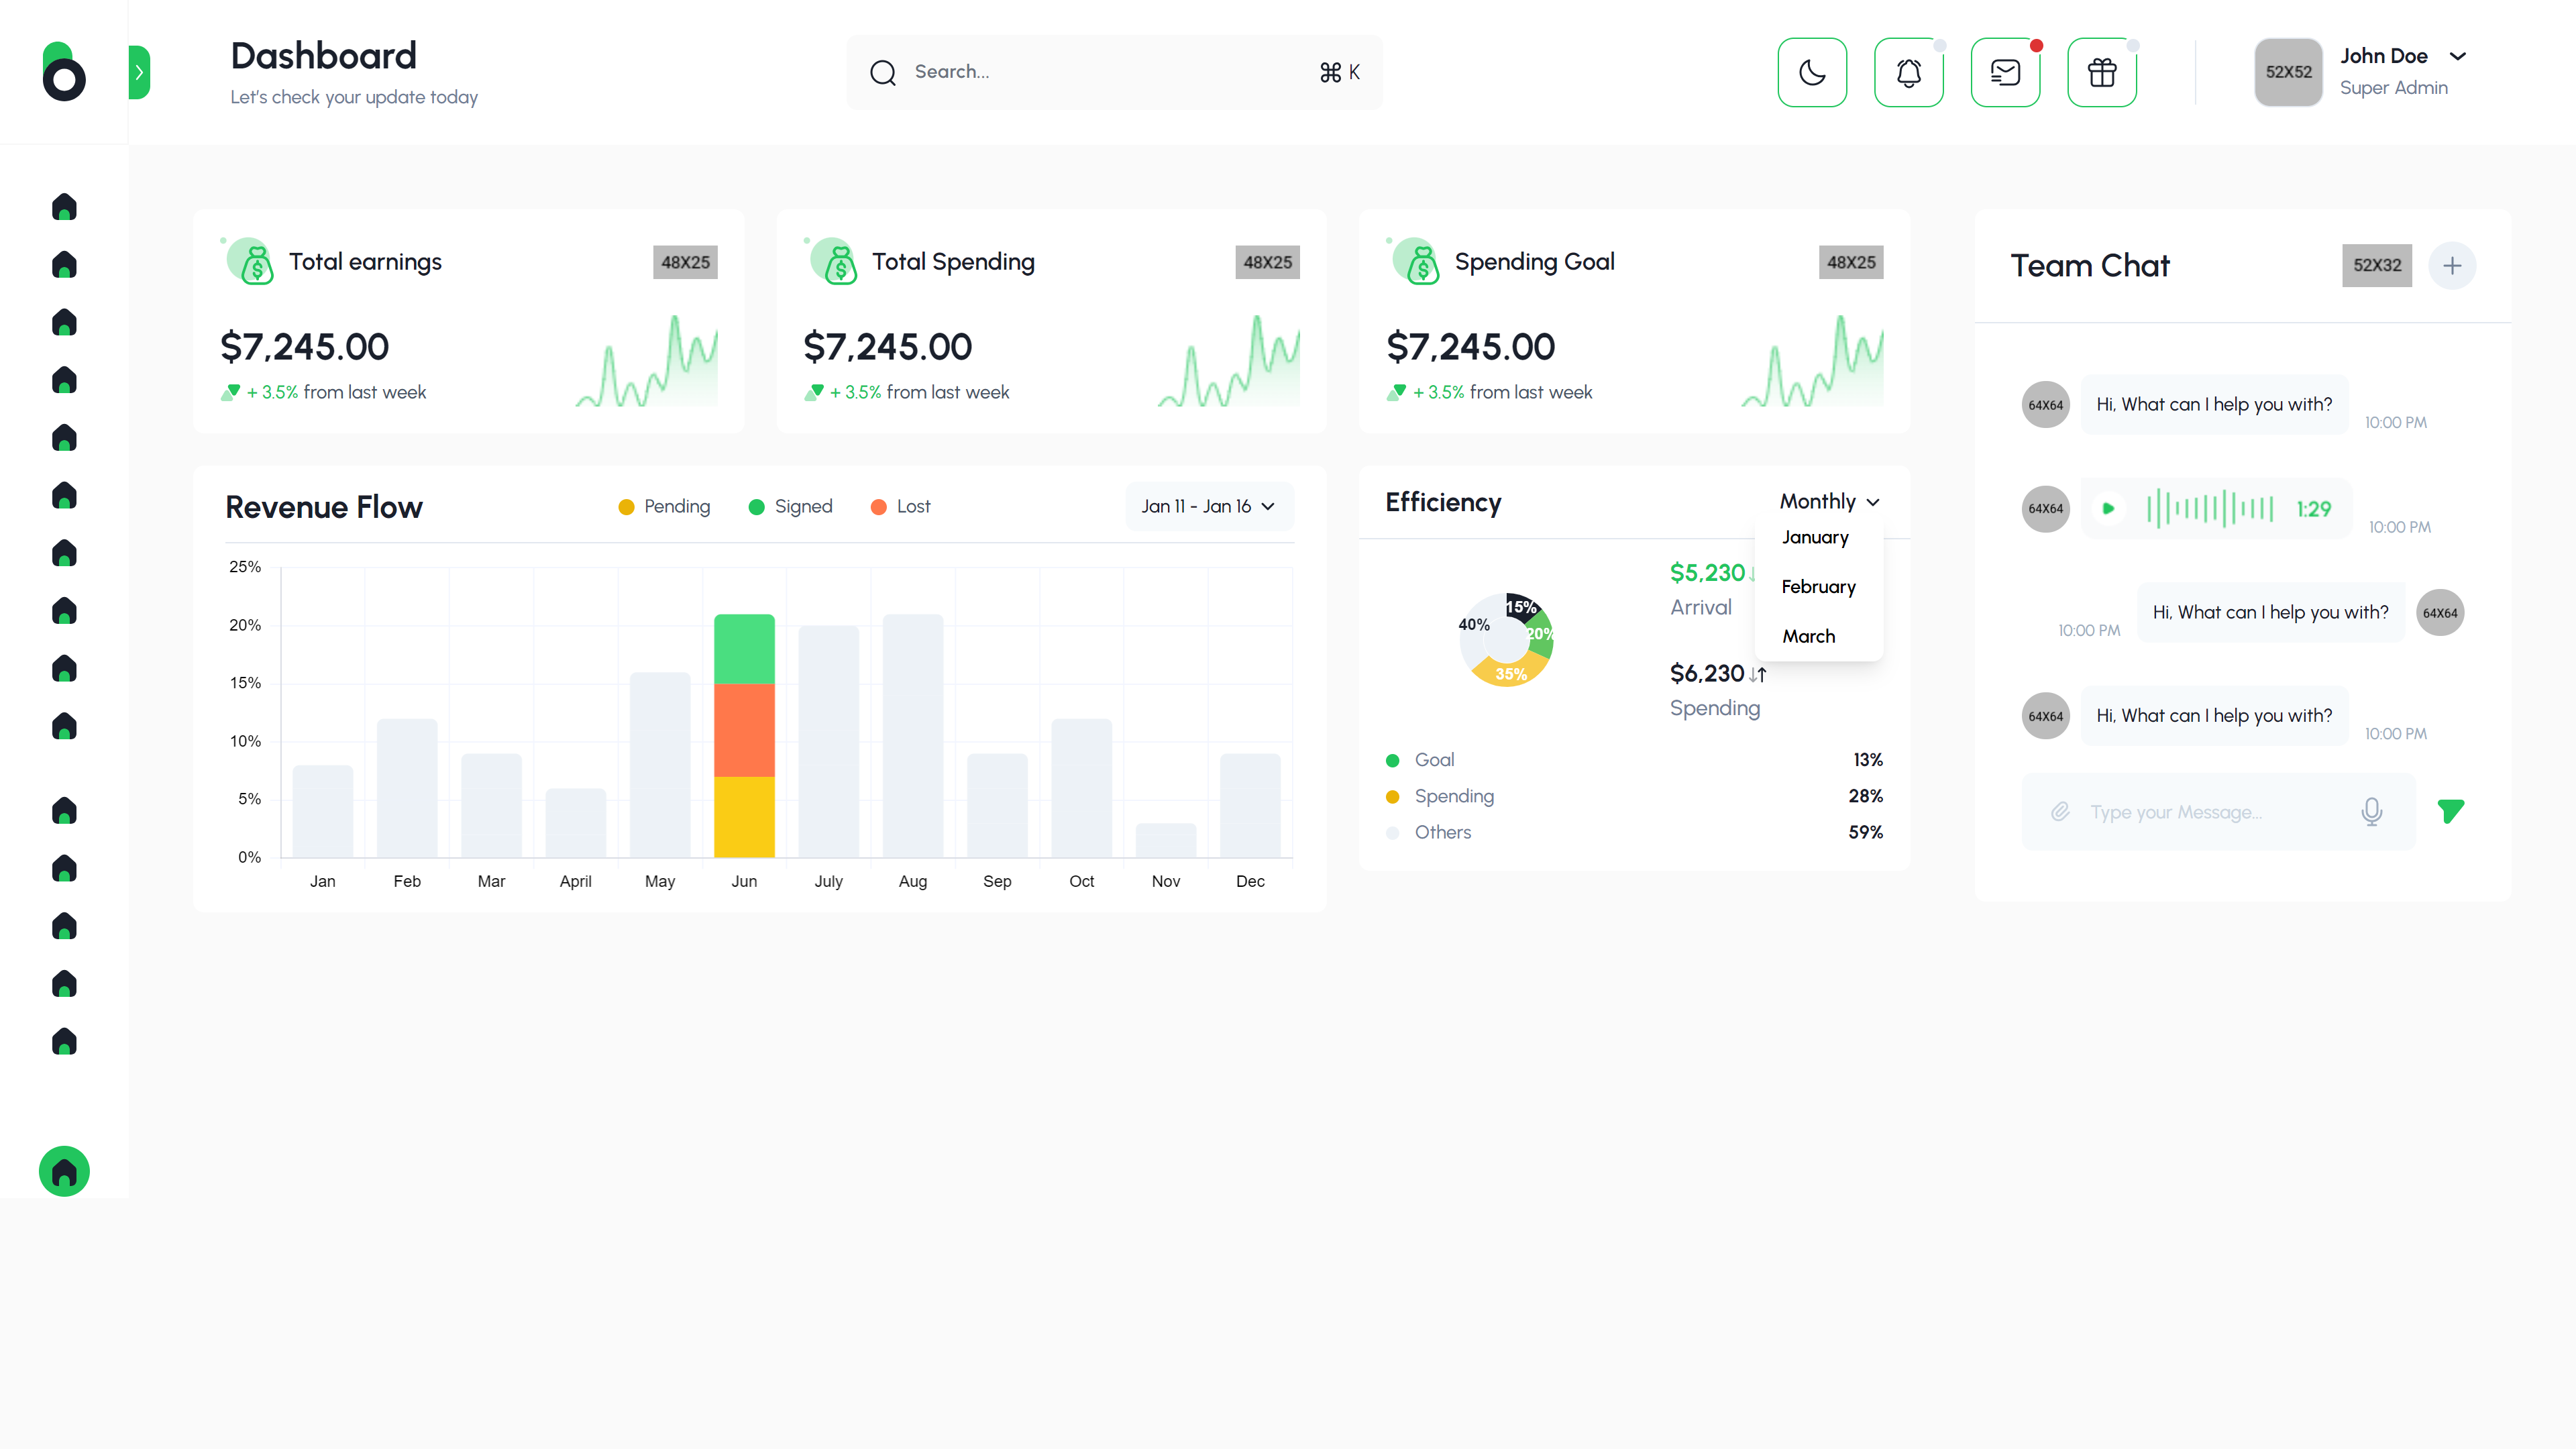 Dashboard
Let's check your update today
Search...
⌘ K
52X52
John Doe
Super Admin
Total earnings
48X25
$7,245.00
+ 3.5% from last week
Total Spending
48X25
$7,245.00
+ 3.5% from last week
Spending Goal
48X25
$7,245.00
+ 3.5% from last week
Revenue Flow
Pending
Signed
Lost
Jan 11 - Jan 16
25%
20%
15%
10%
5%
0%
Jan
Feb
Mar
April
May
Jun
July
Aug
Sep
Oct
Nov
Dec
Efficiency
Monthly
January
February
March
15%
20%
35%
40%
$5,230
Arrival
$6,230
Spending
Goal
13%
Spending
28%
Others
59%
Team Chat
52X32
64X64
Hi, What can I help you with?
10:00 PM
64X64
1:29
10:00 PM
Hi, What can I help you with?
64X64
10:00 PM
64X64
Hi, What can I help you with?
10:00 PM
Type your Message...